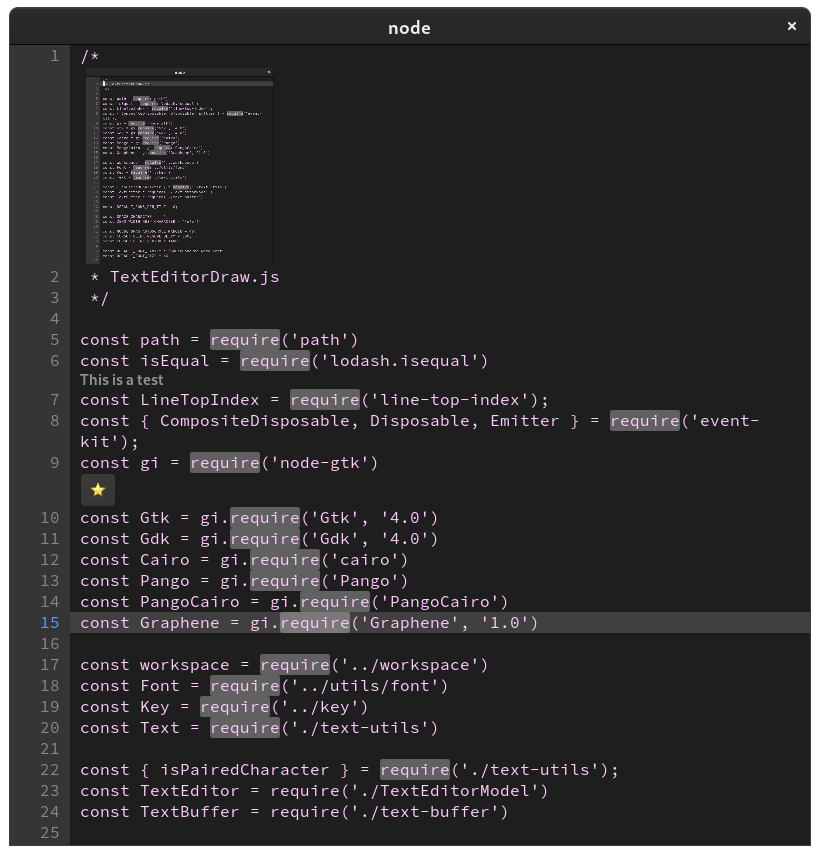 node
×
1 /*
2  * TextEditorDraw.js
3  */
4
5 const path = require('path')
6 const isEqual = require('lodash.isequal')
This is a test
7 const LineTopIndex = require('line-top-index');
8 const { CompositeDisposable, Disposable, Emitter } = require('event-
kit');
9 const gi = require('node-gtk')
10 const Gtk = gi.require('Gtk', '4.0')
11 const Gdk = gi.require('Gdk', '4.0')
12 const Cairo = gi.require('cairo')
13 const Pango = gi.require('Pango')
14 const PangoCairo = gi.require('PangoCairo')
15 const Graphene = gi.require('Graphene', '1.0')
16
17 const workspace = require('../workspace')
18 const Font = require('../utils/font')
19 const Key = require('../key')
20 const Text = require('./text-utils')
21
22 const { isPairedCharacter } = require('./text-utils');
23 const TextEditor = require('./TextEditorModel')
24 const TextBuffer = require('./text-buffer')
25